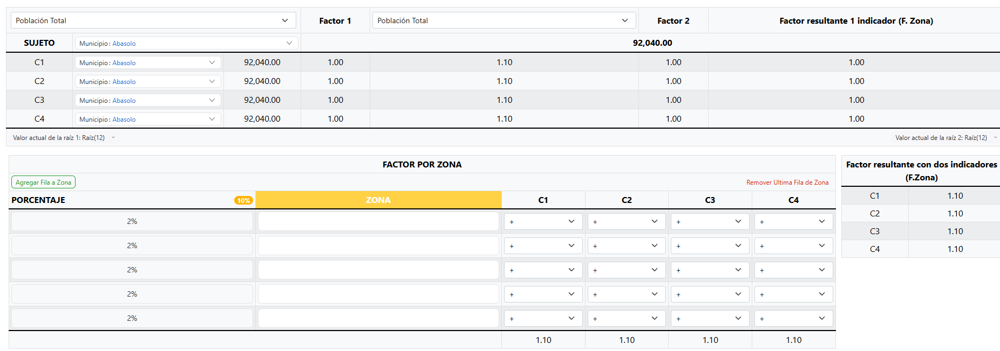 Población Total Factor 1 Población Total Factor 2 Factor resultante 1 indicador (F. Zona)
SUJETO Municipio: Abasolo 92,040.00
C1 Municipio: Abasolo 92,040.00 1.00 1.10 1.00 1.00
C2 Municipio: Abasolo 92,040.00 1.00 1.10 1.00 1.00
C3 Municipio: Abasolo 92,040.00 1.00 1.10 1.00 1.00
C4 Municipio: Abasolo 92,040.00 1.00 1.10 1.00 1.00
Valor actual de la raíz 1: Raíz(12) Valor actual de la raíz 2: Raíz(12)
FACTOR POR ZONA
Agregar Fila a Zona Remover Ultima Fila de Zona
PORCENTAJE 10% ZONA C1 C2 C3 C4
2% + + + +
2% + + + +
2% + + + +
2% + + + +
2% + + + +
1.10 1.10 1.10 1.10
Factor resultante con dos indicadores
(F.Zona)
C1 1.10
C2 1.10
C3 1.10
C4 1.10